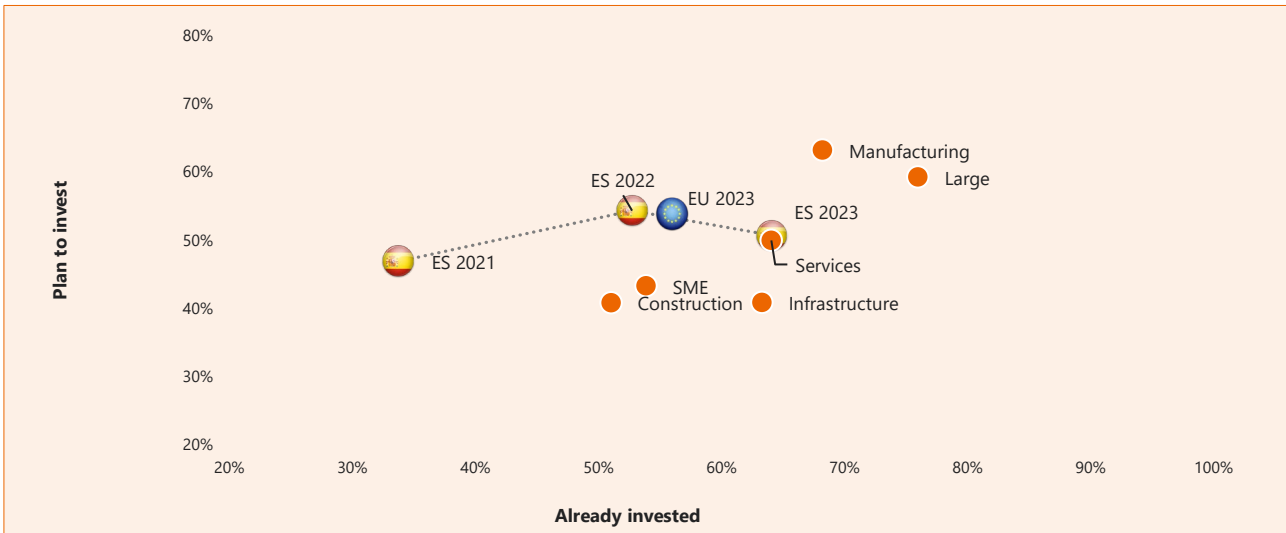 80%
70%
60%
50%
40%
30%
20%
Plan to invest
Manufacturing
Large
ES 2022
EU 2023
ES 2023
ES 2021
Services
SME
Construction
Infrastructure
20% 30% 40% 50% 60% 70% 80% 90% 100%
Already invested